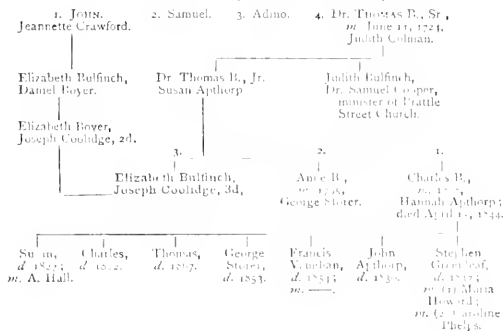 1. JOHN. 2. Samuel. 3. Adino. 4. Dr. THOMAS B., Sr.,
Jeannette Crawford. m. June 11, 1724,
Judith Colman.
Elizabeth Bulfinch, Dr Thomas B., Jr. Judith Bulfinch,
Daniel Boyer. Susan Apthorp Dr. Samuel Cooper,
minister of Brattle
Street Church.
Elizabeth Boyer,
Joseph Coolidge, 2d.
3. 2. 1.
Elizabeth Bulfinch, Anne B., Charles B.,
Joseph Coolidge, 3d, m.
George Storer. Hannah Apthorp;
died April 1844.
Charles, Thomas, George Francis John Stephen
d. d. 1867. Storer, Vaughan, Apthorp, Greenleaf,
m. A. Hall. d. 1853. m. —. m. (1) Maria
Howard;
m. (2) Caroline
Phelps.